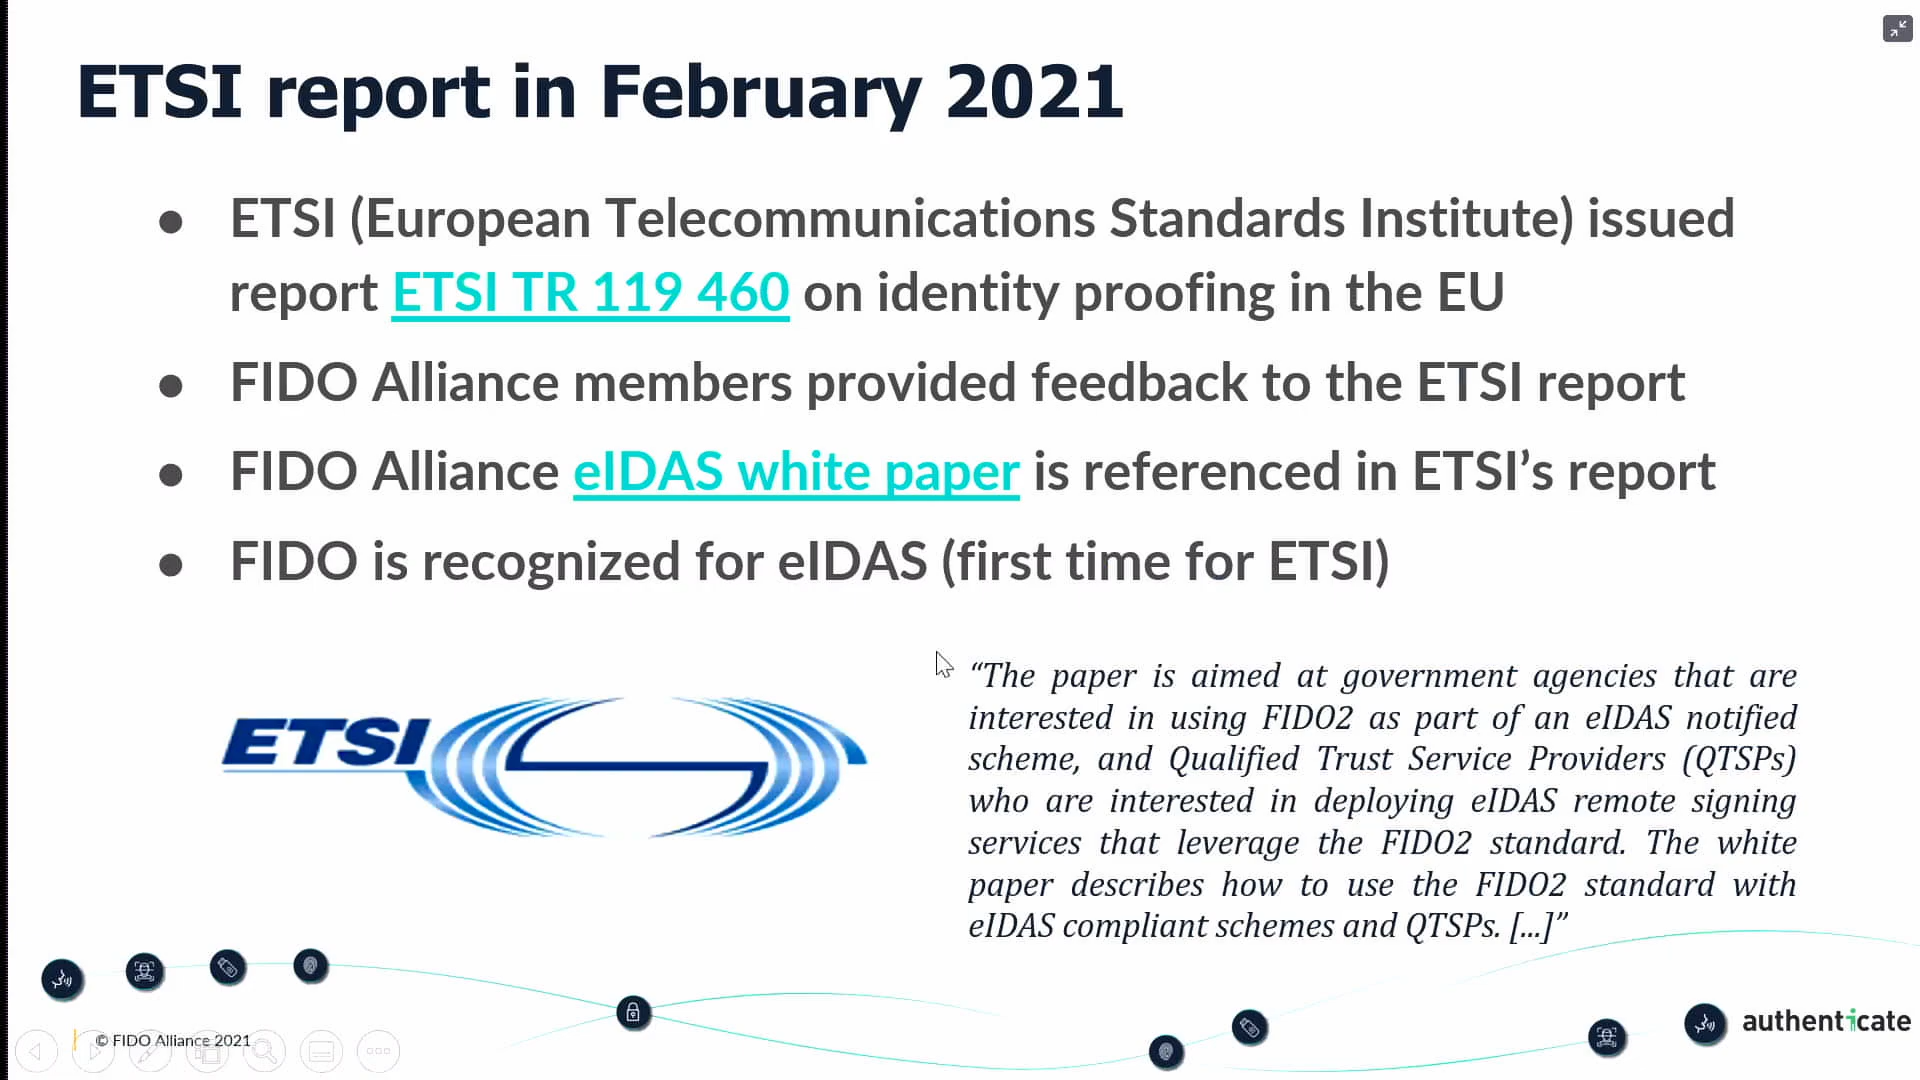 ETSI report in February 2021
● ETSI (European Telecommunications Standards Institute) issued
report ETSI TR 119 460 on identity proofing in the EU
● FIDO Alliance members provided feedback to the ETSI report
● FIDO Alliance eIDAS white paper is referenced in ETSI’s report
● FIDO is recognized for eIDAS (first time for ETSI)
ETSI
“The paper is aimed at government agencies that are
interested in using FIDO2 as part of an eIDAS notified
scheme, and Qualified Trust Service Providers (QTSPs)
who are interested in deploying eIDAS remote signing
services that leverage the FIDO2 standard. The white
paper describes how to use the FIDO2 standard with
eIDAS compliant schemes and QTSPs. [...]”
© FIDO Alliance 2021
authenticate